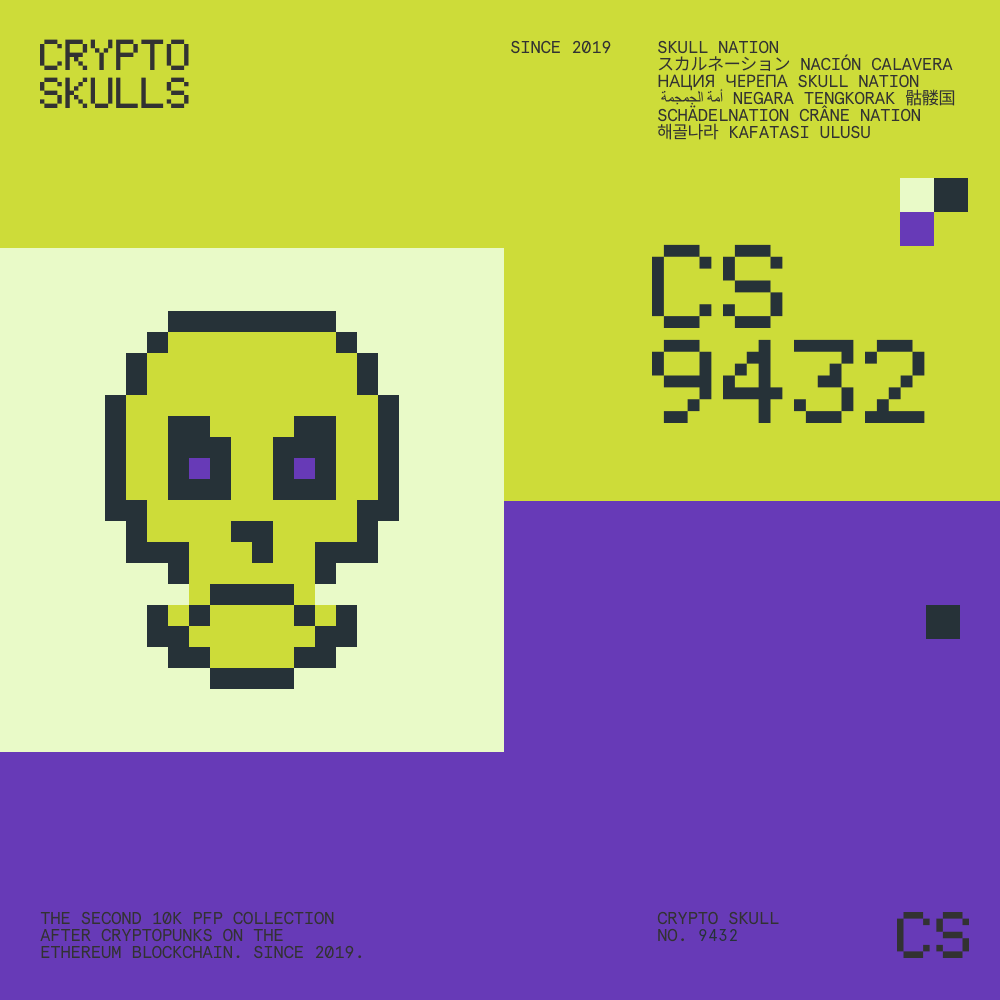 CRYPTO
SKULLS
SINCE 2019
SKULL NATION
スカルネーション NACIÓN CALAVERA
НАЦИЯ ЧЕРЕПА SKULL NATION
أمة الجمجمة NEGARA TENGKORAK 骷髅国
SCHÄDELNATION CRÂNE NATION
해골나라 KAFATASI ULUSU
CS
9432
THE SECOND 10K PFP COLLECTION
AFTER CRYPTOPUNKS ON THE
ETHEREUM BLOCKCHAIN. SINCE 2019.
CRYPTO SKULL
NO. 9432
CS